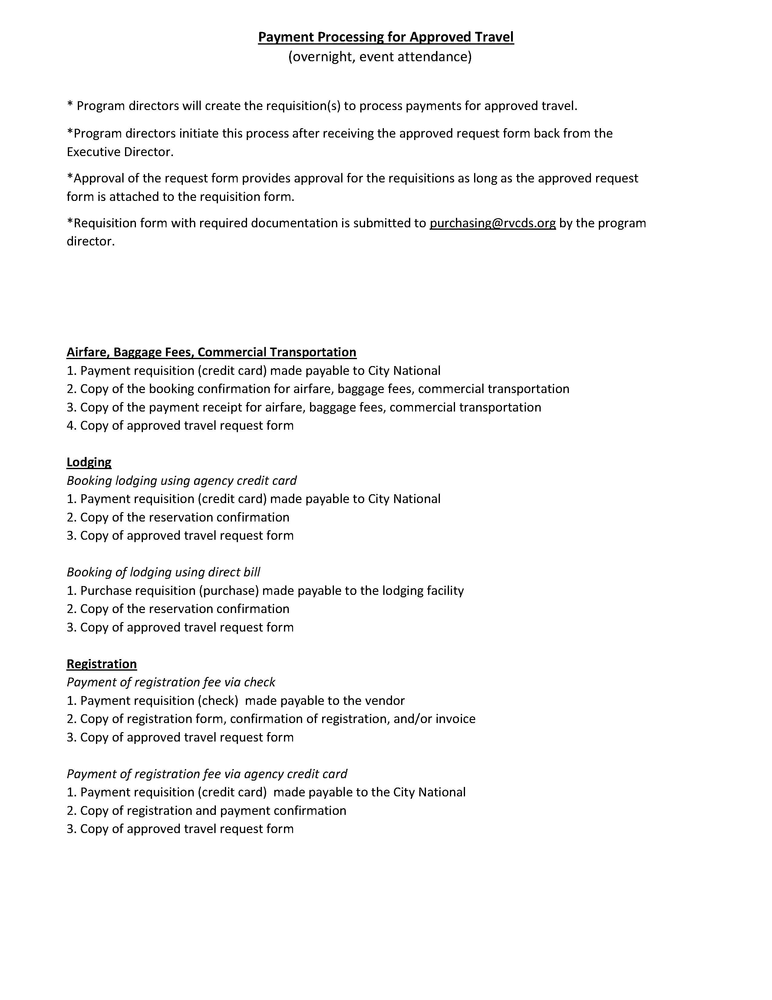 Payment Processing for Approved Travel
(overnight, event attendance)
* Program directors will create the requisition(s) to process payments for approved travel.
*Program directors initiate this process after receiving the approved request form back from the
Executive Director.
*Approval of the request form provides approval for the requisitions as long as the approved request
form is attached to the requisition form.
*Requisition form with required documentation is submitted to purchasing@rvcds.org by the program
director.
Airfare, Baggage Fees, Commercial Transportation
1. Payment requisition (credit card) made payable to City National
2. Copy of the booking confirmation for airfare, baggage fees, commercial transportation
3. Copy of the payment receipt for airfare, baggage fees, commercial transportation
4. Copy of approved travel request form
Lodging
Booking lodging using agency credit card
1. Payment requisition (credit card) made payable to City National
2. Copy of the reservation confirmation
3. Copy of approved travel request form
Booking of lodging using direct bill
1. Purchase requisition (purchase) made payable to the lodging facility
2. Copy of the reservation confirmation
3. Copy of approved travel request form
Registration
Payment of registration fee via check
1. Payment requisition (check)  made payable to the vendor
2. Copy of registration form, confirmation of registration, and/or invoice
3. Copy of approved travel request form
Payment of registration fee via agency credit card
1. Payment requisition (credit card)  made payable to the City National
2. Copy of registration and payment confirmation
3. Copy of approved travel request form